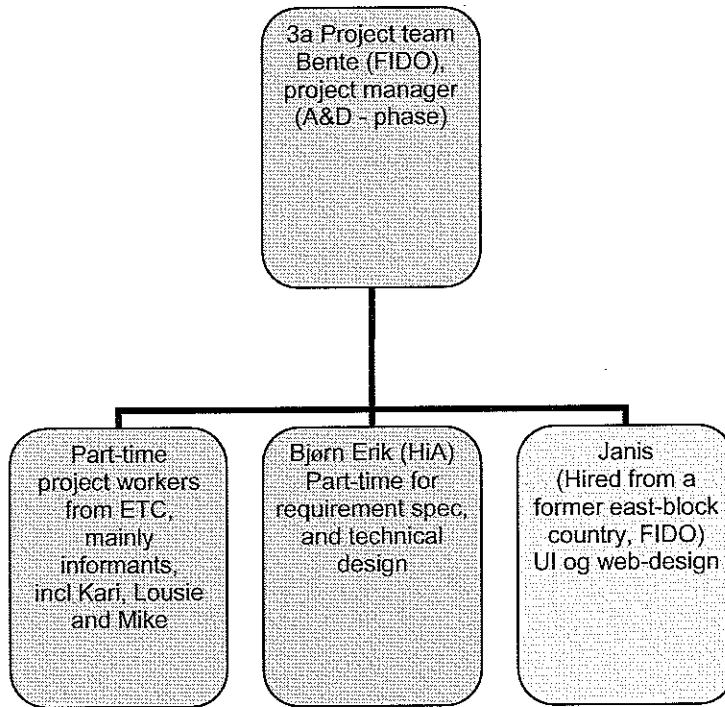 3a Project team
Bente (FIDO),
project manager
(A&D - phase)
Part-time
project workers
from ETC,
mainly
informants,
incl Kari, Lousie
and Mike
Bjørn Erik (HiA)
Part-time for
requirement spec,
and technical
design
Janis
(Hired from a
former east-block
country, FIDO)
UI og web-design